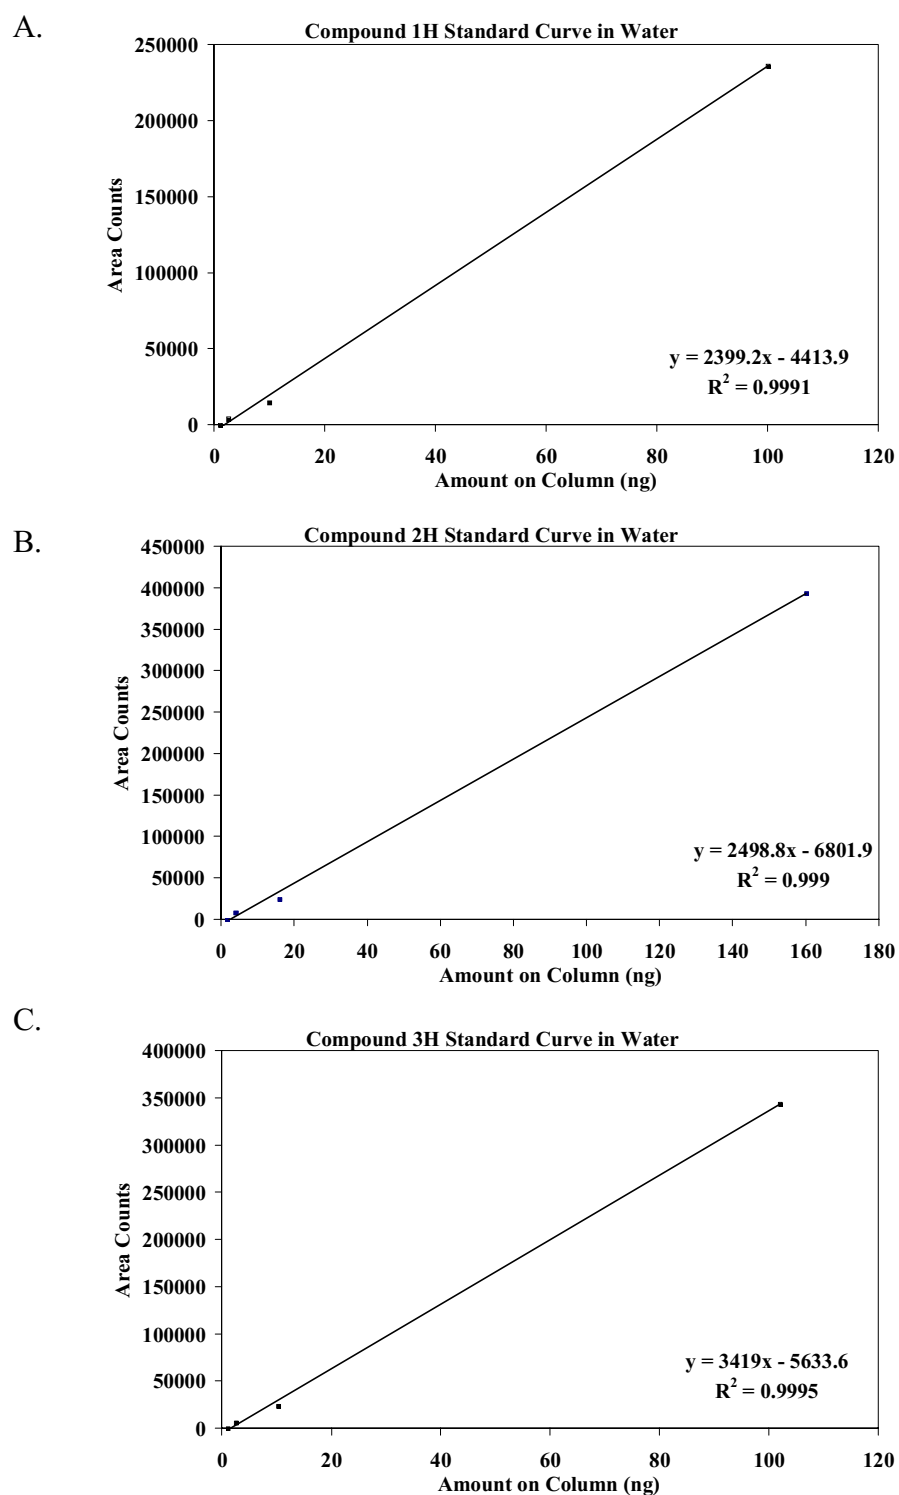 A.
Compound 1H Standard Curve in Water
250000
200000
150000
100000
50000
0
Area Counts
y = 2399.2x - 4413.9
R² = 0.9991
0 20 40 60 80 100 120
Amount on Column (ng)
B.
Compound 2H Standard Curve in Water
450000
400000
350000
300000
250000
200000
150000
100000
50000
0
Area Counts
y = 2498.8x - 6801.9
R² = 0.999
0 20 40 60 80 100 120 140 160 180
Amount on Column (ng)
C.
Compound 3H Standard Curve in Water
400000
350000
300000
250000
200000
150000
100000
50000
0
Area Counts
y = 3419x - 5633.6
R² = 0.9995
0 20 40 60 80 100 120
Amount on Column (ng)